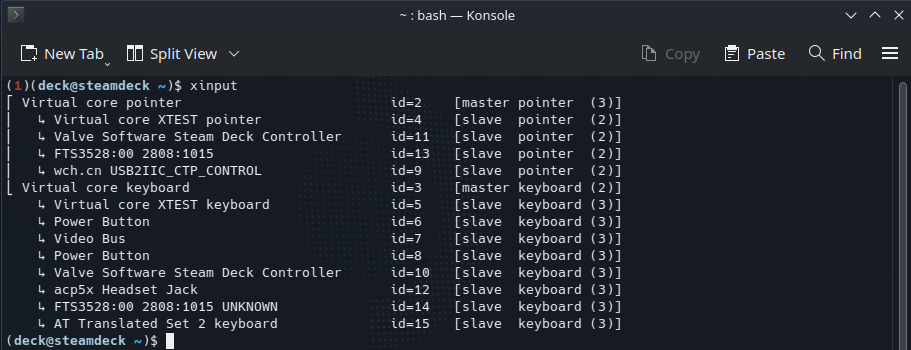 ~ : bash — Konsole
New Tab Split View Copy Paste Find
(1)(deck@steamdeck ~)$ xinput
⎡ Virtual core pointer id=2 [master pointer (3)]
⎜ ↳ Virtual core XTEST pointer id=4 [slave pointer (2)]
⎜ ↳ Valve Software Steam Deck Controller id=11 [slave pointer (2)]
⎜ ↳ FTS3528:00 2808:1015 id=13 [slave pointer (2)]
⎜ ↳ wch.cn USB2IIC_CTP_CONTROL id=9 [slave pointer (2)]
⎣ Virtual core keyboard id=3 [master keyboard (2)]
↳ Virtual core XTEST keyboard id=5 [slave keyboard (3)]
↳ Power Button id=6 [slave keyboard (3)]
↳ Video Bus id=7 [slave keyboard (3)]
↳ Power Button id=8 [slave keyboard (3)]
↳ Valve Software Steam Deck Controller id=10 [slave keyboard (3)]
↳ acp5x Headset Jack id=12 [slave keyboard (3)]
↳ FTS3528:00 2808:1015 UNKNOWN id=14 [slave keyboard (3)]
↳ AT Translated Set 2 keyboard id=15 [slave keyboard (3)]
(deck@steamdeck ~)$